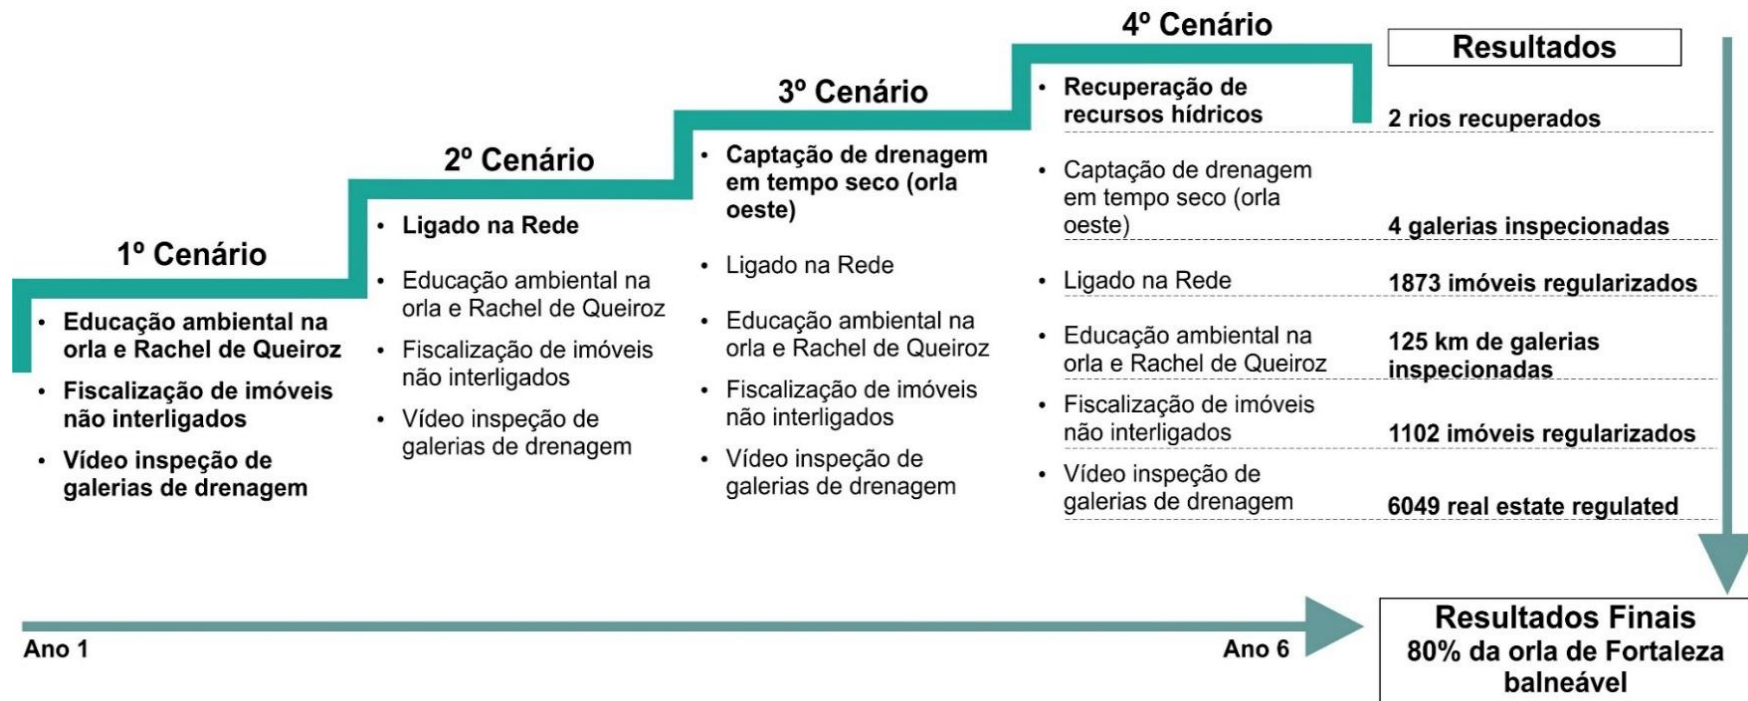 1º Cenário
• Educação ambiental na
orla e Rachel de Queiroz
• Fiscalização de imóveis
não interligados
• Vídeo inspeção de
galerias de drenagem
2º Cenário
• Ligado na Rede
• Educação ambiental na
orla e Rachel de Queiroz
• Fiscalização de imóveis
não interligados
• Vídeo inspeção de
galerias de drenagem
3º Cenário
• Captação de drenagem
em tempo seco (orla
oeste)
• Ligado na Rede
• Educação ambiental na
orla e Rachel de Queiroz
• Fiscalização de imóveis
não interligados
• Vídeo inspeção de
galerias de drenagem
4º Cenário
• Recuperação de
recursos hídricos
• Captação de drenagem
em tempo seco (orla
oeste)
• Ligado na Rede
• Educação ambiental na
orla e Rachel de Queiroz
• Fiscalização de imóveis
não interligados
• Vídeo inspeção de
galerias de drenagem
Resultados
2 rios recuperados
4 galerias inspecionadas
1873 imóveis regularizados
125 km de galerias
inspecionadas
1102 imóveis regularizados
6049 real estate regulated
Ano 1
Ano 6
Resultados Finais
80% da orla de Fortaleza
balneável